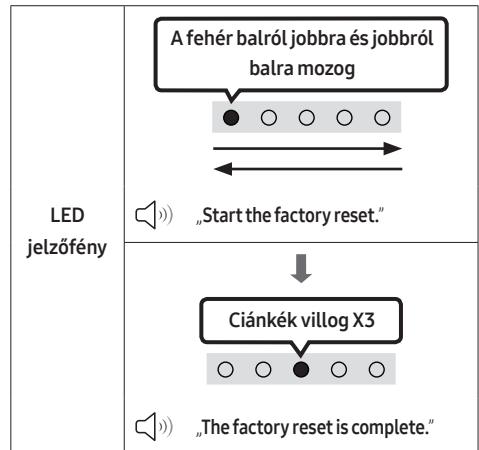 A fehér balról jobbra és jobbról
balra mozog
LED
jelzőfény
„Start the factory reset.”
Ciánkék villog X3
„The factory reset is complete.”